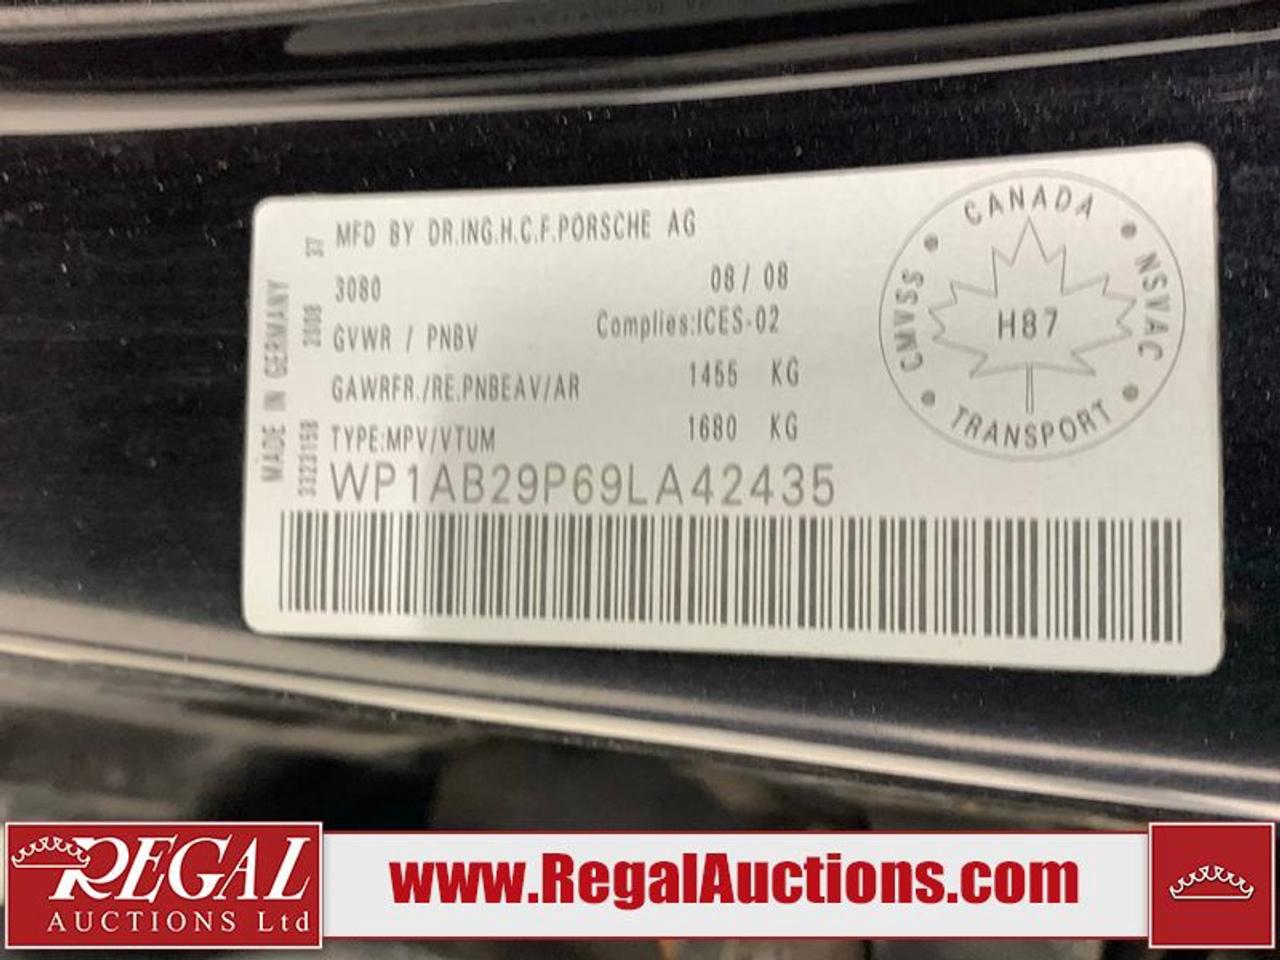 MFD BY DR.ING.H.C.F.PORSCHE AG
3080 08/08
GVWR / PNBV Complies:ICES-02
GAWRFR./RE.PNBEAV/AR 1455 KG
TYPE:MPV/VTUM 1680 KG
WP1AB29P69LA42435
MADE IN GERMANY
3323158 2008 37
CANADA
NSVAC
TRANSPORT
CMVSS
H87
REGAL
AUCTIONS Ltd
www.RegalAuctions.com